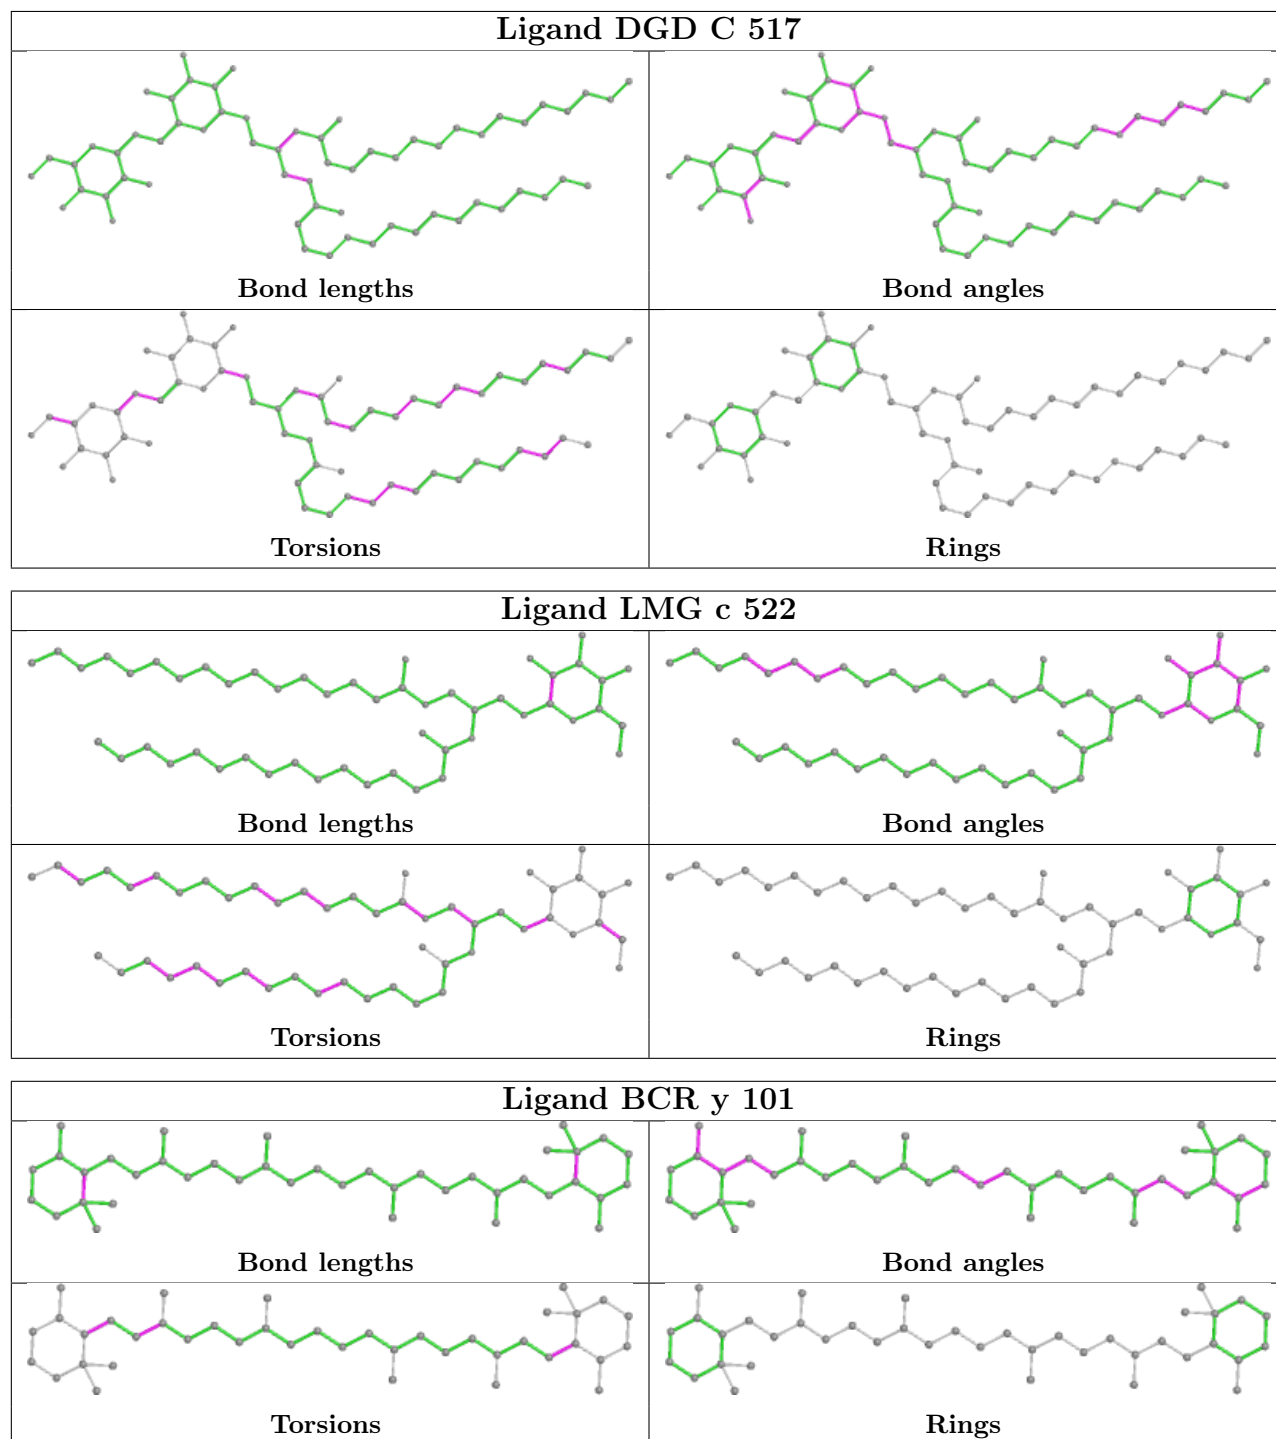 Ligand DGD C 517
Bond lengths
Bond angles
Torsions
Rings
Ligand LMG c 522
Bond lengths
Bond angles
Torsions
Rings
Ligand BCR y 101
Bond lengths
Bond angles
Torsions
Rings